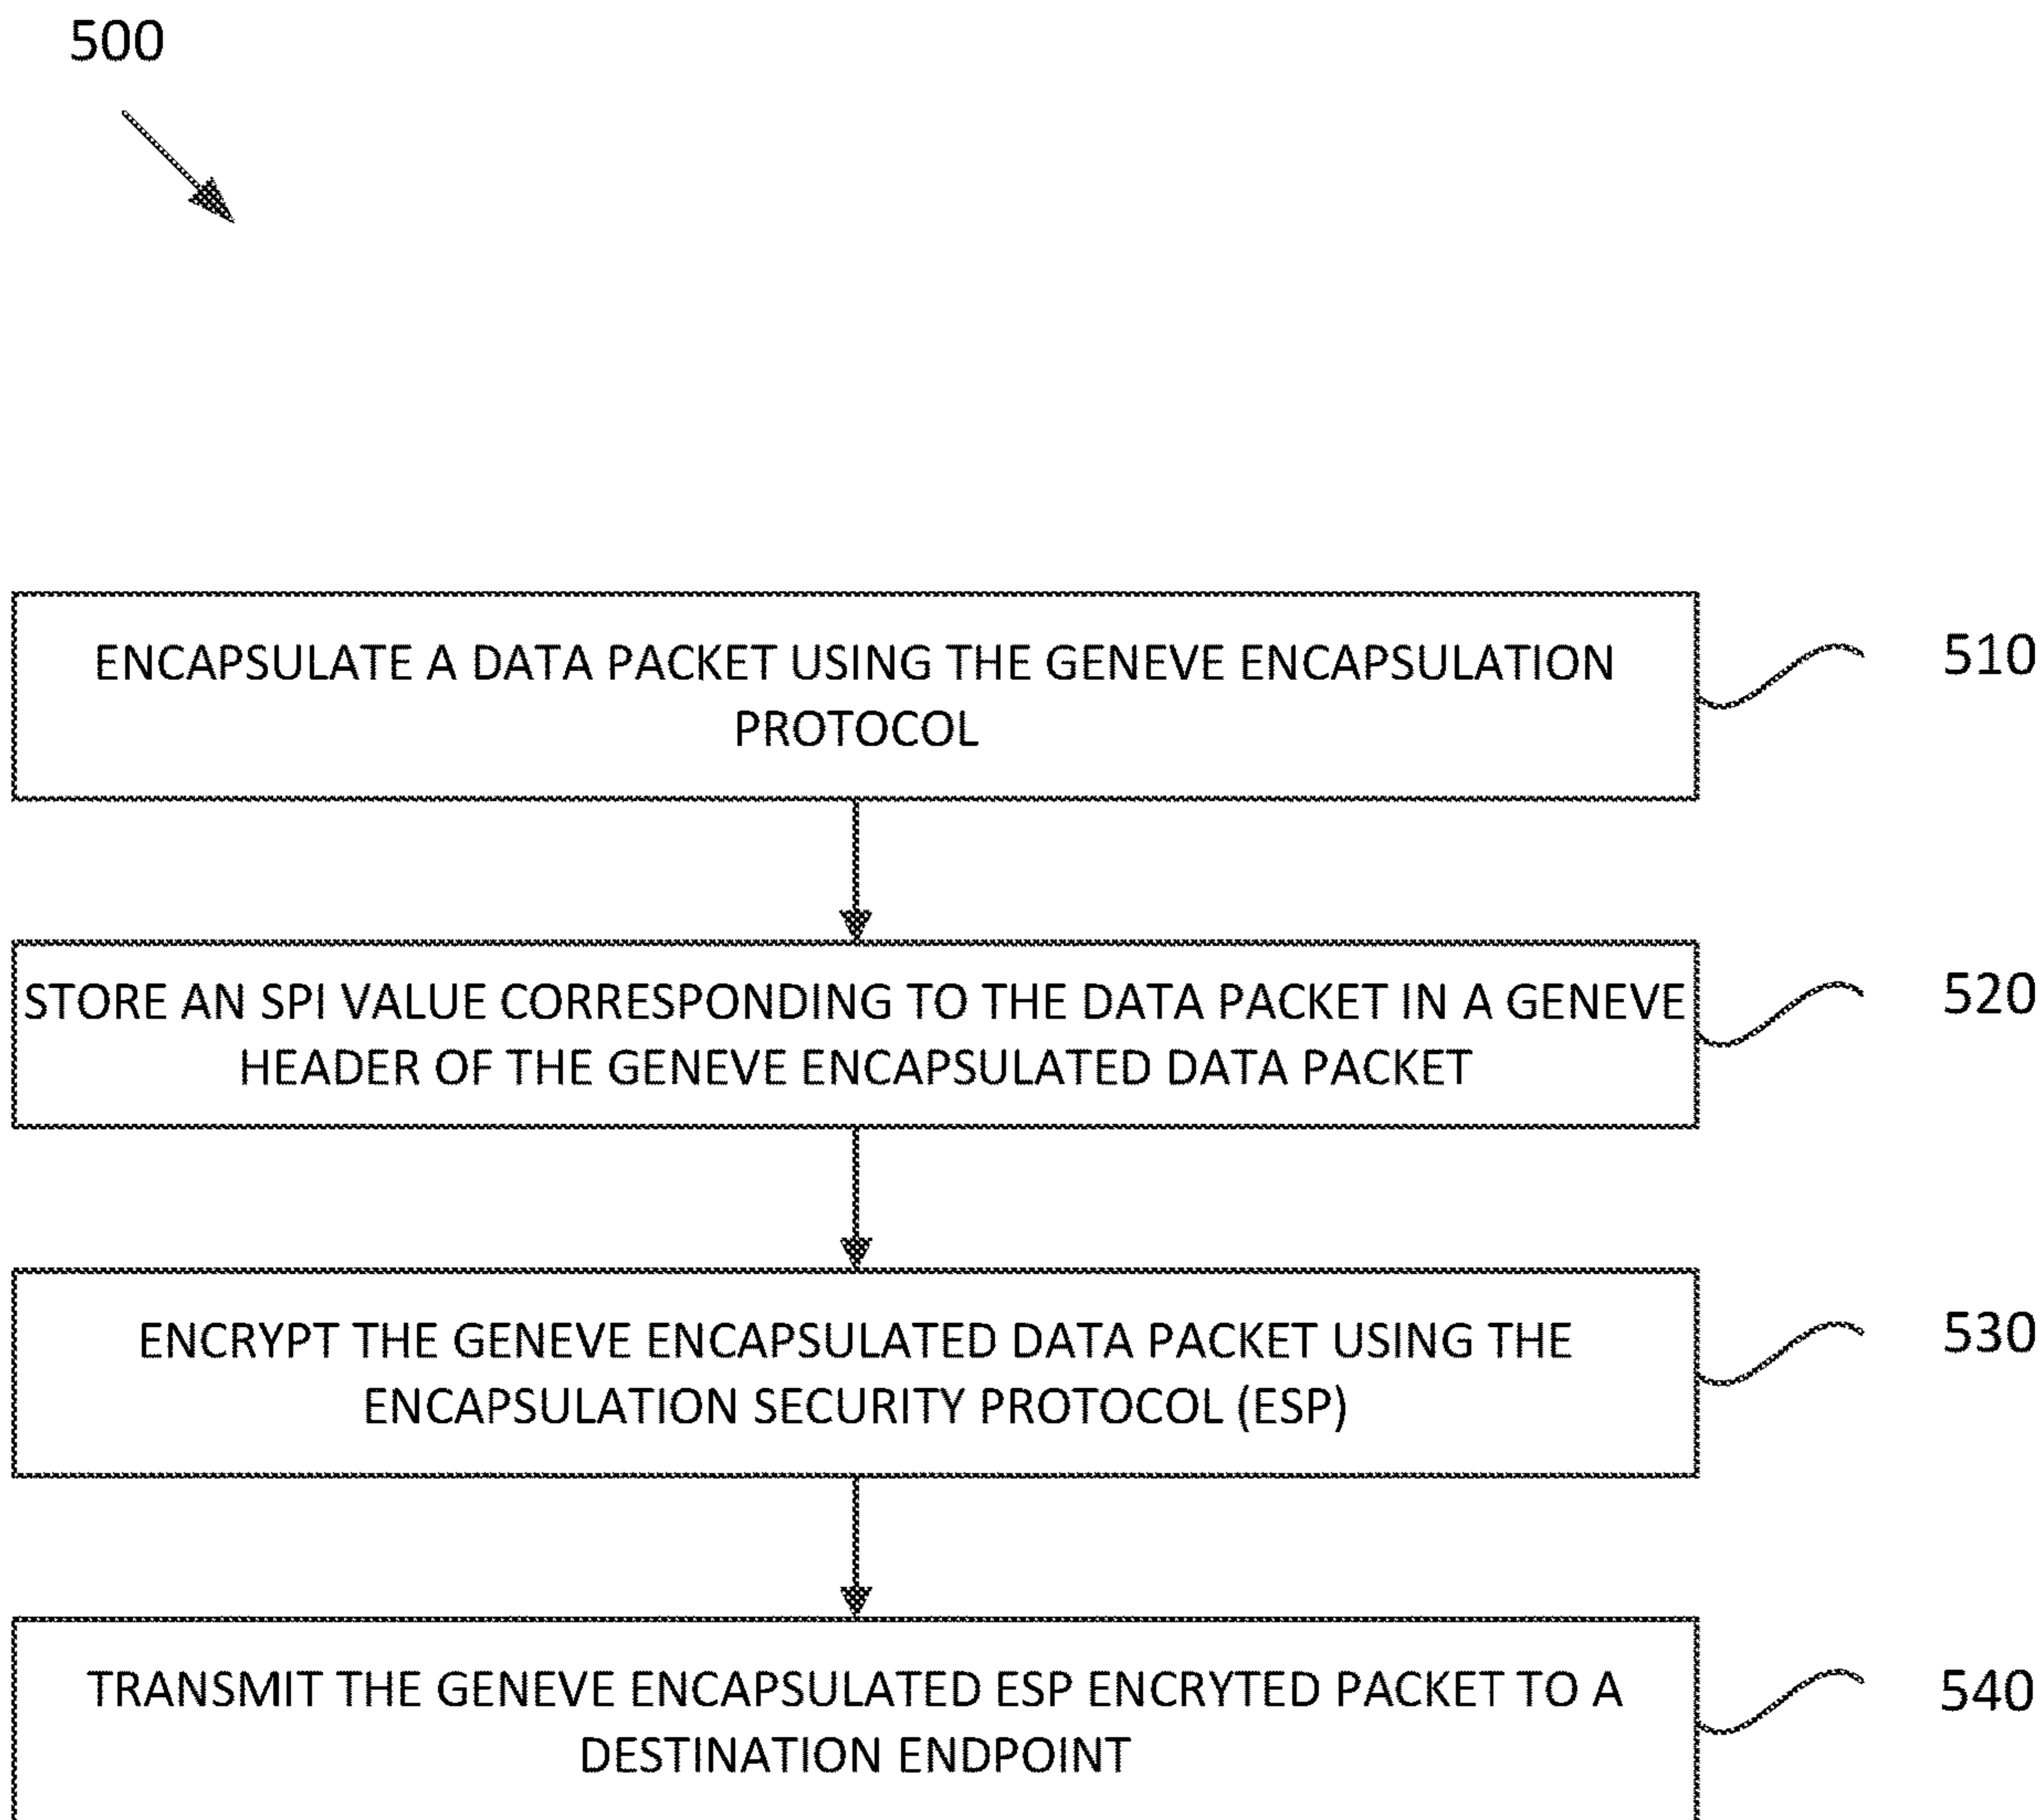 500
ENCAPSULATE A DATA PACKET USING THE GENEVE ENCAPSULATION
PROTOCOL
510
STORE AN SPI VALUE CORRESPONDING TO THE DATA PACKET IN A GENEVE
HEADER OF THE GENEVE ENCAPSULATED DATA PACKET
520
ENCRYPT THE GENEVE ENCAPSULATED DATA PACKET USING THE
ENCAPSULATION SECURITY PROTOCOL (ESP)
530
TRANSMIT THE GENEVE ENCAPSULATED ESP ENCRYTED PACKET TO A
DESTINATION ENDPOINT
540